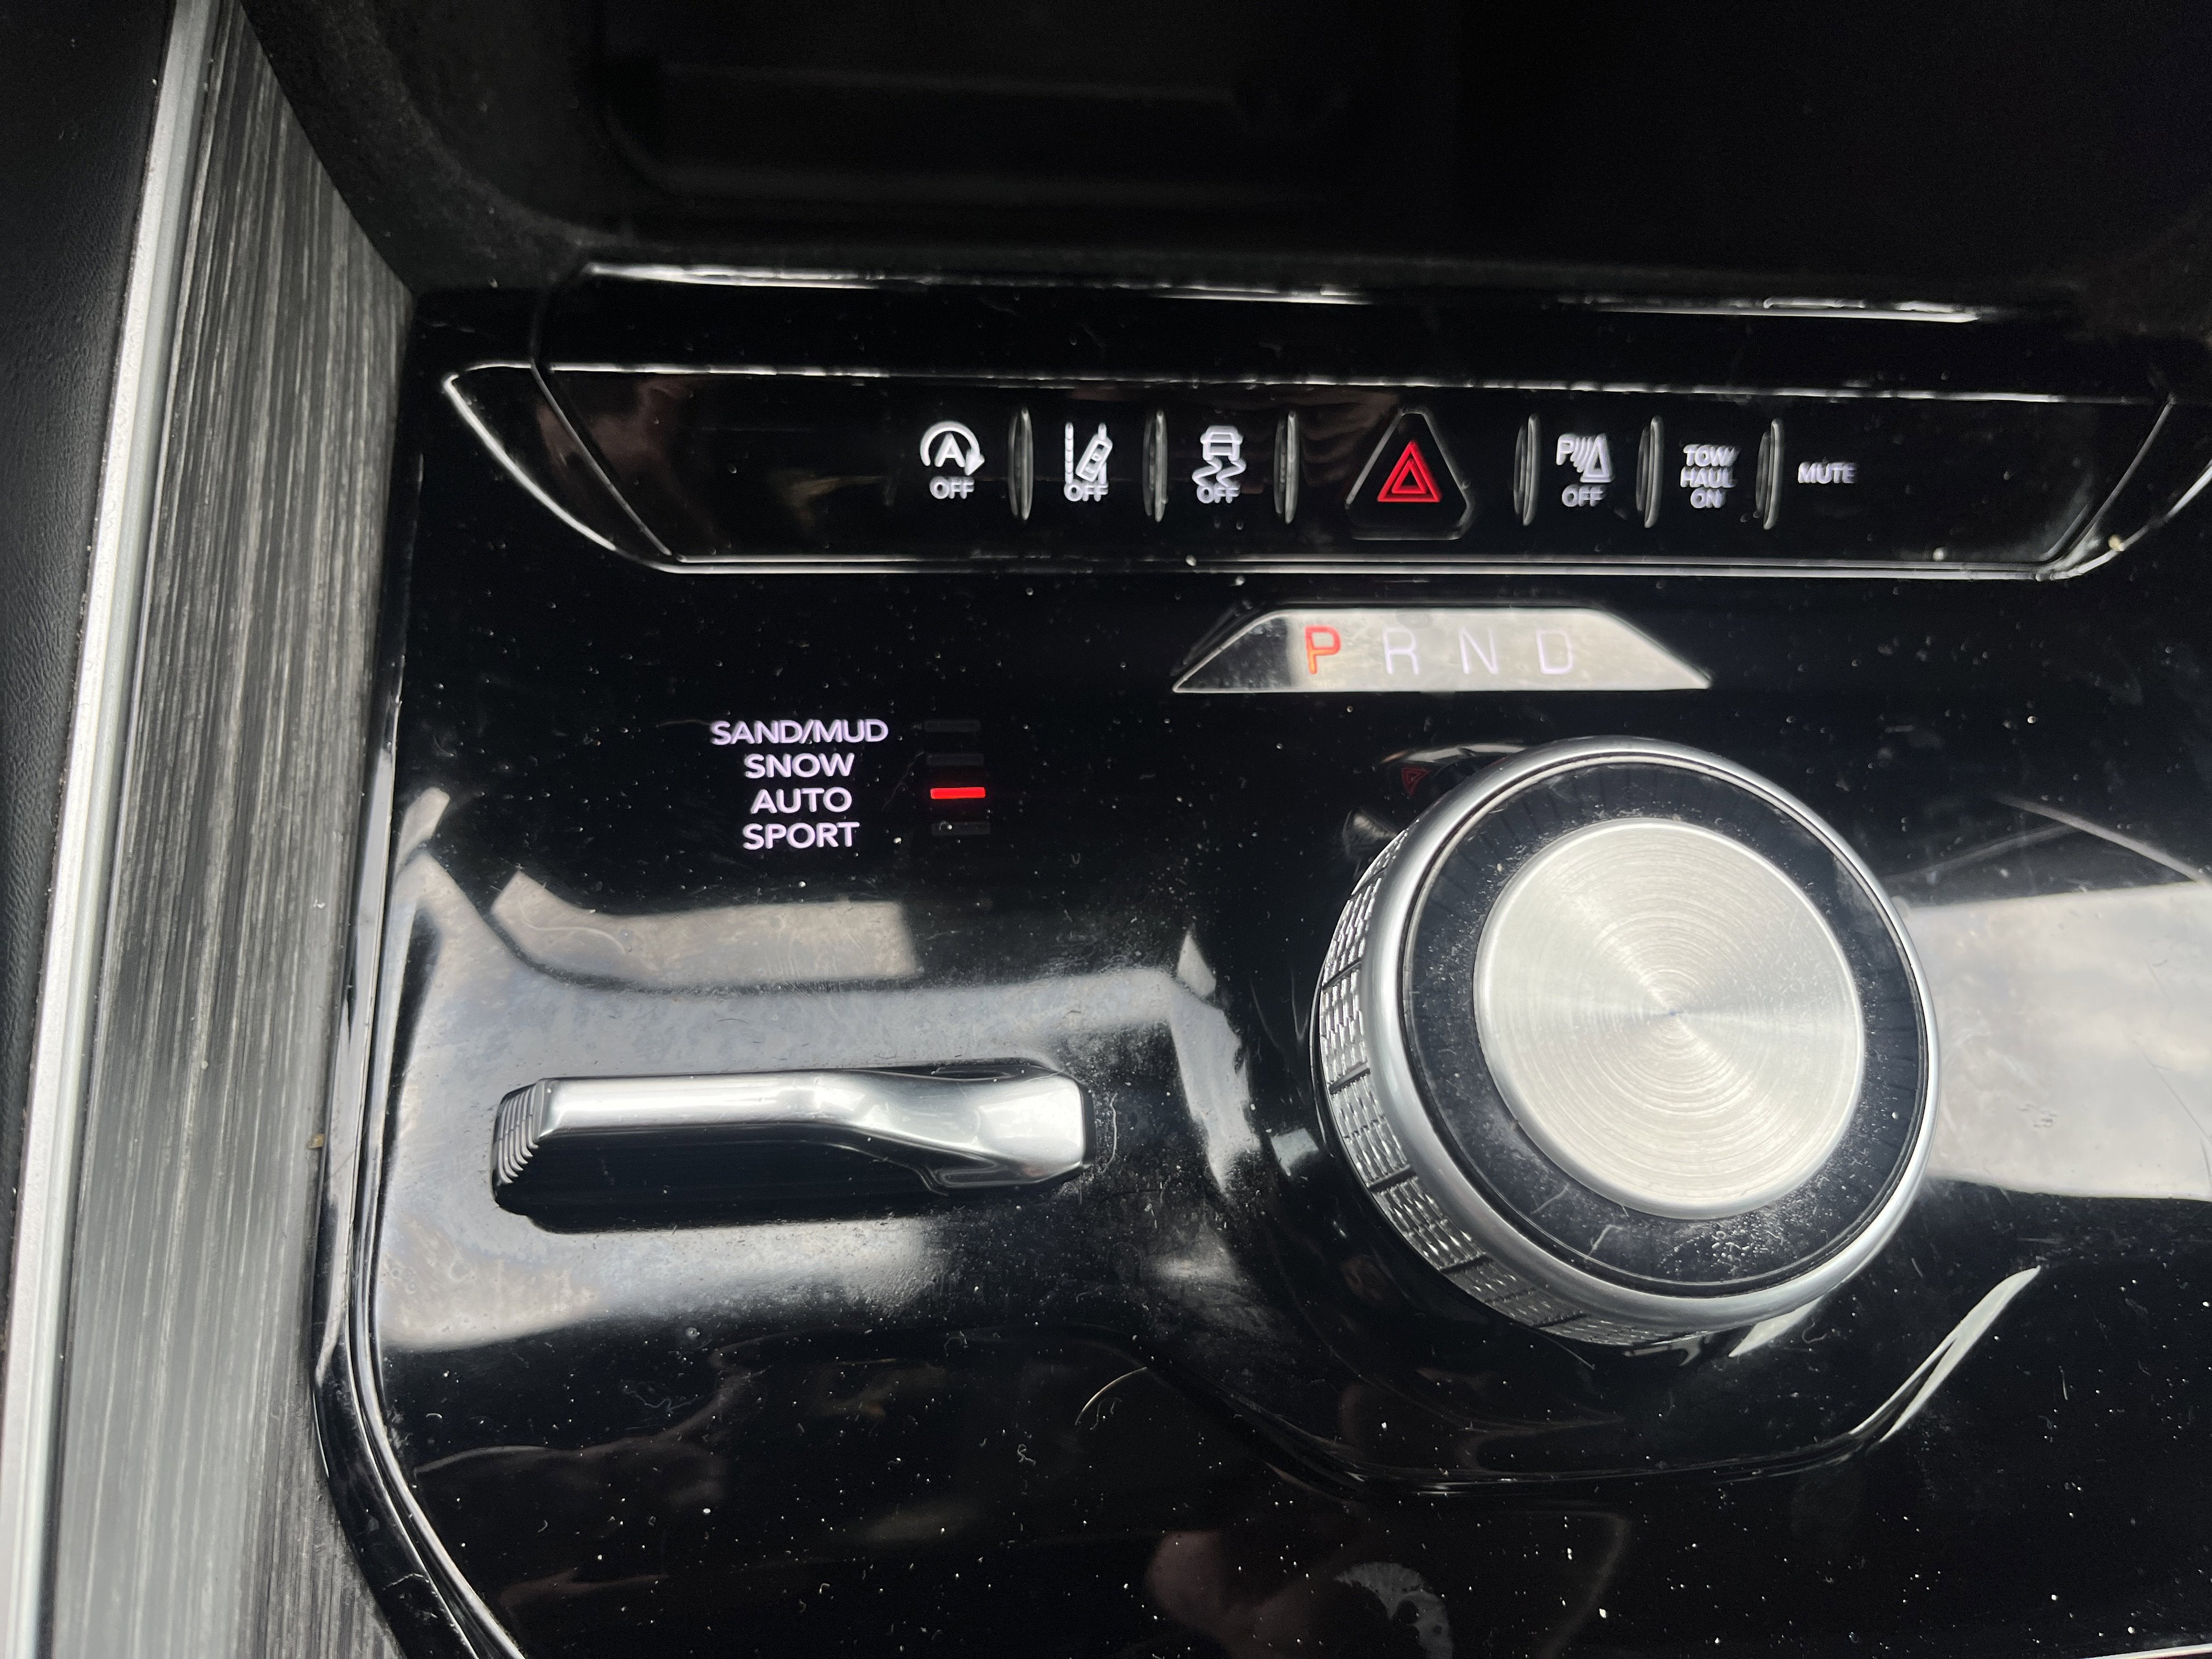 A
OFF
OFF
OFF
P
OFF
TOW/
HAUL
ON
MUTE
P R N D
SAND/MUD
SNOW
AUTO
SPORT